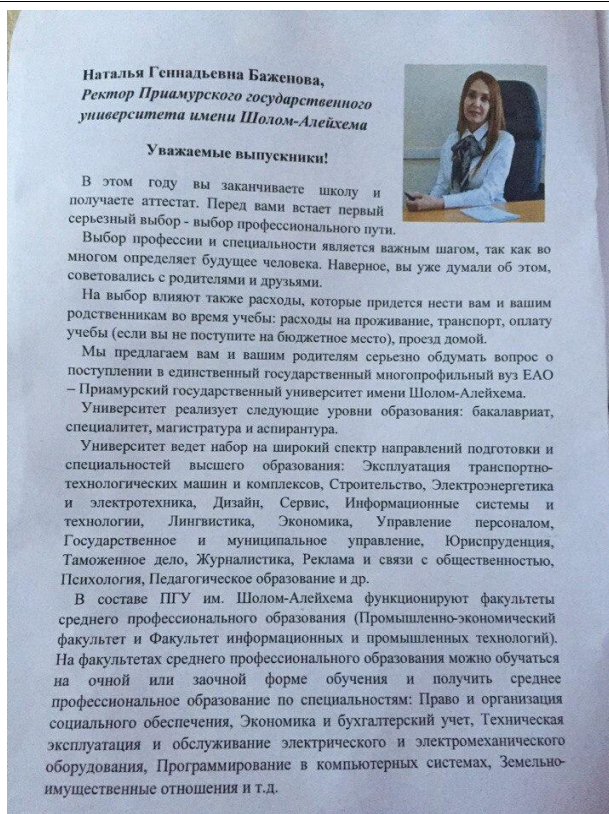 Наталья Геннадьевна Баженова,
Ректор Приамурского государственного
университета имени Шолом-Алейхема
Уважаемые выпускники!
В этом году вы заканчиваете школу и
получаете аттестат. Перед вами встает первый
серьезный выбор - выбор профессионального пути.
Выбор профессии и специальности является важным шагом, так как во
многом определяет будущее человека. Наверное, вы уже думали об этом,
советовались с родителями и друзьями.
На выбор влияют также расходы, которые придется нести вам и вашим
родственникам во время учебы: расходы на проживание, транспорт, оплату
учебы (если вы не поступите на бюджетное место), проезд домой.
Мы предлагаем вам и вашим родителям серьезно обдумать вопрос о
поступлении в единственный государственный многопрофильный вуз ЕАО
– Приамурский государственный университет имени Шолом-Алейхема.
Университет реализует следующие уровни образования: бакалавриат,
специалитет, магистратура и аспирантура.
Университет ведет набор на широкий спектр направлений подготовки и
специальностей высшего образования: Эксплуатация транспортно-
технологических машин и комплексов, Строительство, Электроэнергетика
и электротехника, Дизайн, Сервис, Информационные системы и
технологии, Лингвистика, Экономика, Управление персоналом,
Государственное и муниципальное управление, Юриспруденция,
Таможенное дело, Журналистика, Реклама и связи с общественностью,
Психология, Педагогическое образование и др.
В составе ПГУ им. Шолом-Алейхема функционируют факультеты
среднего профессионального образования (Промышленно-экономический
факультет и Факультет информационных и промышленных технологий).
На факультетах среднего профессионального образования можно обучаться
на очной или заочной форме обучения и получить среднее
профессиональное образование по специальностям: Право и организация
социального обеспечения, Экономика и бухгалтерский учет, Техническая
эксплуатация и обслуживание электрического и электромеханического
оборудования, Программирование в компьютерных системах, Земельно-
имущественные отношения и т.д.